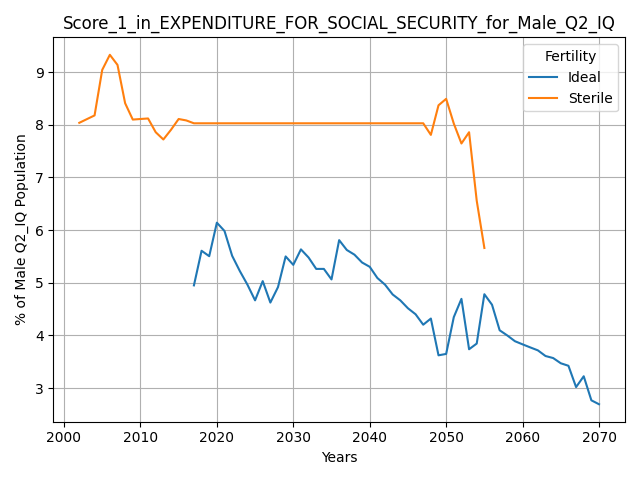 Score_1_in_EXPENDITURE_FOR_SOCIAL_SECURITY_for_Male_Q2_IQ
Fertility
Ideal
Sterile
% of Male Q2_IQ Population
9
8
7
6
5
4
3
2000 2010 2020 2030 2040 2050 2060 2070
Years